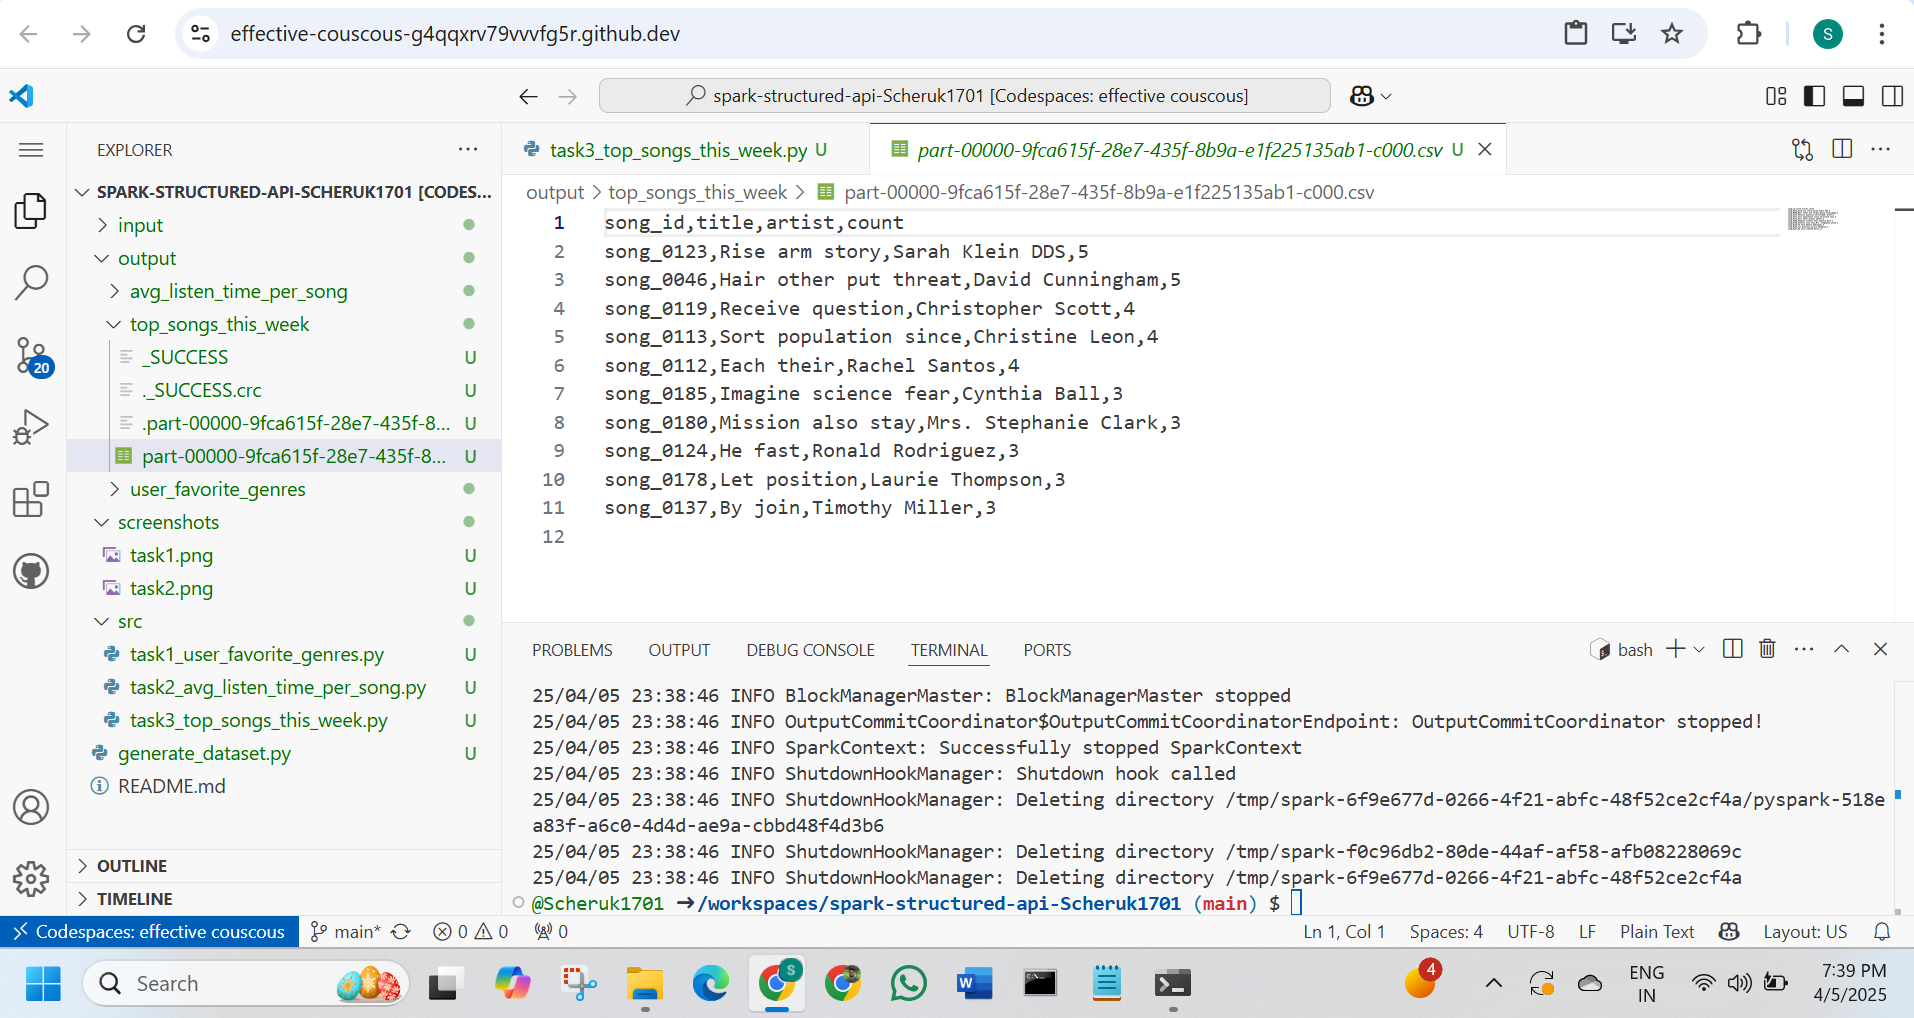 effective-couscous-g4qqxrv79vvvfg5r.github.dev
S
spark-structured-api-Scheruk1701 [Codespaces: effective couscous]
EXPLORER
SPARK-STRUCTURED-API-SCHERUK1701 [CODES...
input
output
avg_listen_time_per_song
top_songs_this_week
_SUCCESS U
._SUCCESS.crc U
.part-00000-9fca615f-28e7-435f-8... U
part-00000-9fca615f-28e7-435f-8... U
user_favorite_genres
screenshots
task1.png U
task2.png U
src
task1_user_favorite_genres.py U
task2_avg_listen_time_per_song.py U
task3_top_songs_this_week.py U
generate_dataset.py U
README.md
OUTLINE
TIMELINE
20
task3_top_songs_this_week.py U
part-00000-9fca615f-28e7-435f-8b9a-e1f225135ab1-c000.csv U
output > top_songs_this_week > part-00000-9fca615f-28e7-435f-8b9a-e1f225135ab1-c000.csv
1 song_id,title,artist,count
2 song_0123,Rise arm story,Sarah Klein DDS,5
3 song_0046,Hair other put threat,David Cunningham,5
4 song_0119,Receive question,Christopher Scott,4
5 song_0113,Sort population since,Christine Leon,4
6 song_0112,Each their,Rachel Santos,4
7 song_0185,Imagine science fear,Cynthia Ball,3
8 song_0180,Mission also stay,Mrs. Stephanie Clark,3
9 song_0124,He fast,Ronald Rodriguez,3
10 song_0178,Let position,Laurie Thompson,3
11 song_0137,By join,Timothy Miller,3
12
PROBLEMS OUTPUT DEBUG CONSOLE TERMINAL PORTS
bash
25/04/05 23:38:46 INFO BlockManagerMaster: BlockManagerMaster stopped
25/04/05 23:38:46 INFO OutputCommitCoordinator$OutputCommitCoordinatorEndpoint: OutputCommitCoordinator stopped!
25/04/05 23:38:46 INFO SparkContext: Successfully stopped SparkContext
25/04/05 23:38:46 INFO ShutdownHookManager: Shutdown hook called
25/04/05 23:38:46 INFO ShutdownHookManager: Deleting directory /tmp/spark-6f9e677d-0266-4f21-abfc-48f52ce2cf4a/pyspark-518e
a83f-a6c0-4d4d-ae9a-cbbd48f4d3b6
25/04/05 23:38:46 INFO ShutdownHookManager: Deleting directory /tmp/spark-f0c96db2-80de-44af-af58-afb08228069c
25/04/05 23:38:46 INFO ShutdownHookManager: Deleting directory /tmp/spark-6f9e677d-0266-4f21-abfc-48f52ce2cf4a
@Scheruk1701 ➜/workspaces/spark-structured-api-Scheruk1701 (main) $
Codespaces: effective couscous main* 0 0 0 Ln 1, Col 1 Spaces: 4 UTF-8 LF Plain Text Layout: US
Search
S
W
4
ENG
IN
7:39 PM
4/5/2025